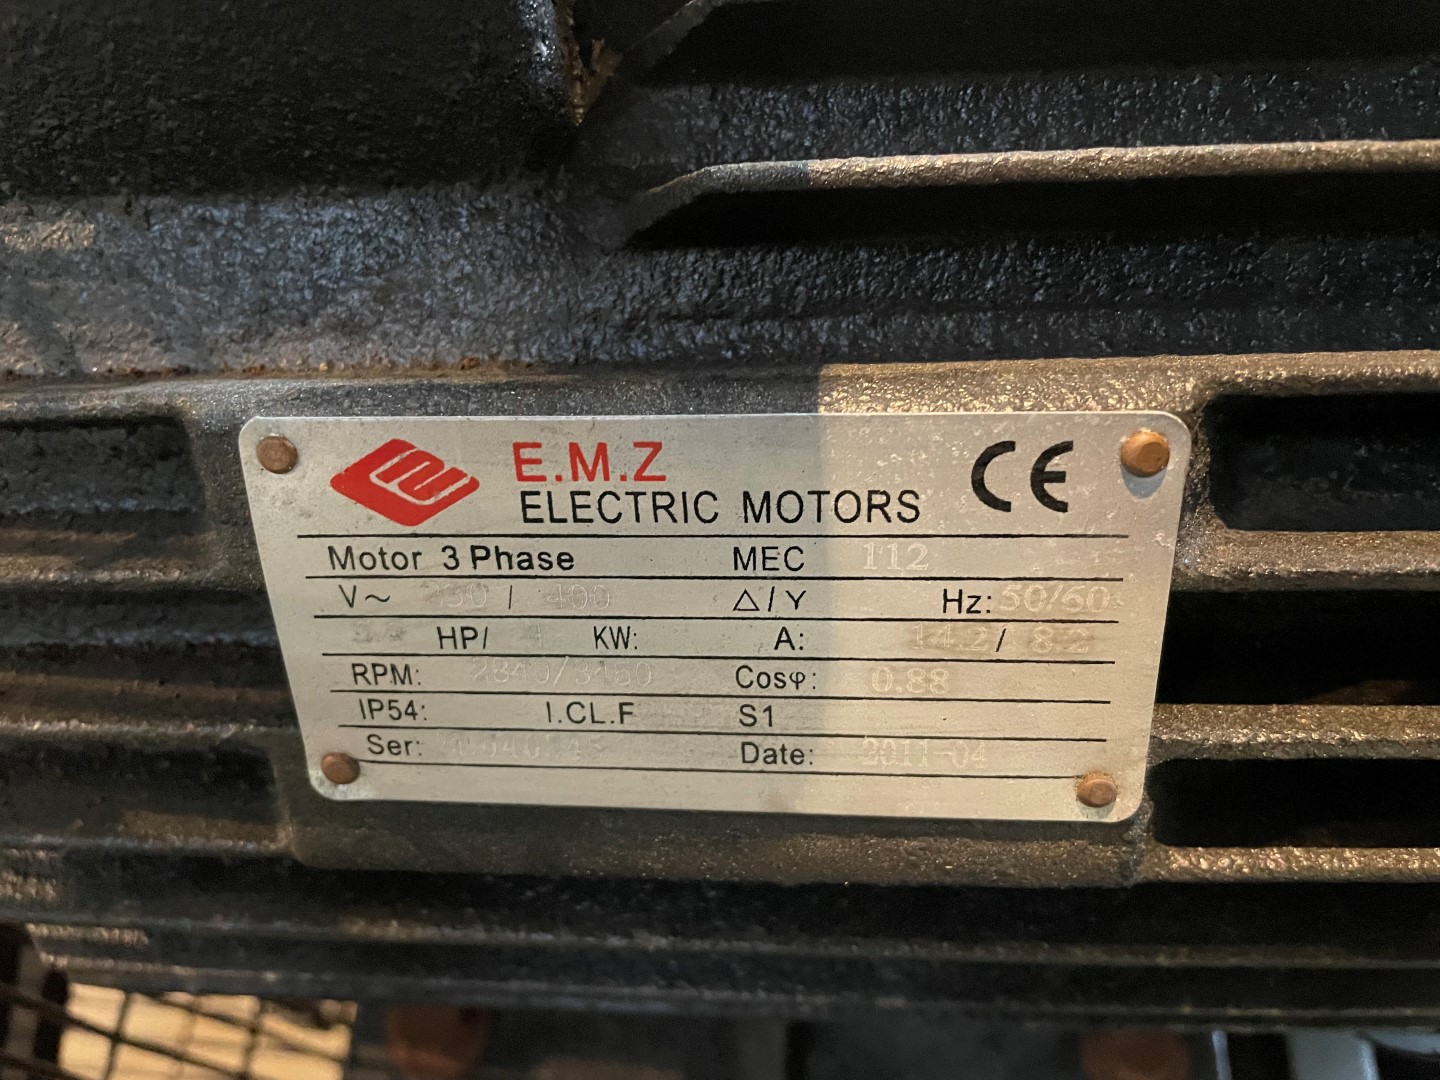 E.M.Z
ELECTRIC MOTORS CE
Motor 3 Phase MEC 112
V~ 230 / 400 △/Y Hz: 50/60
HP/ 4 KW: A: 14.2 / 8.2
RPM: 2840/3460 Cosφ: 0.88
IP54: I.CL.F S1
Ser: Date: 2011-04